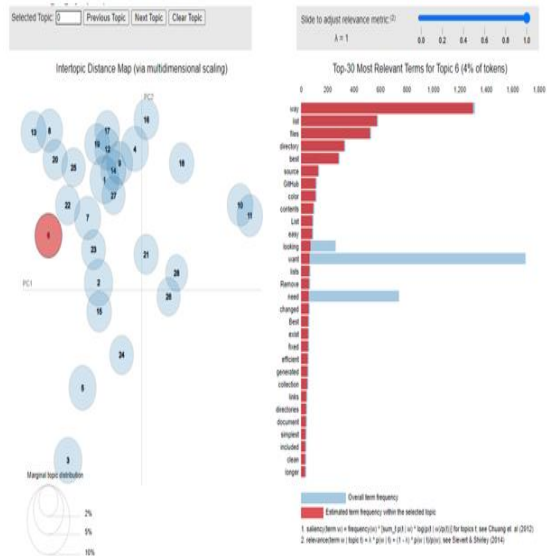 Selected Topic: 0 Previous Topic Next Topic Clear Topic
Slide to adjust relevance metric:(2)
λ = 1
0.0 0.2 0.4 0.6 0.8 1.0
Intertopic Distance Map (via multidimensional scaling)
PC2
PC1
13
20
25
17
4
16
18
22
7
27
11
23
21
28
26
2
15
24
5
3
Marginal topic distribution
2%
5%
10%
Top-30 Most Relevant Terms for Topic 6 (4% of tokens)
0 200 400 600 800 1,000 1,200 1,400 1,600 1,800
way
list
files
directory
best
source
GitHub
color
contents
List
easy
looking
want
lists
Remove
need
changed
Best
exist
fixed
efficient
generated
collection
links
directories
document
simplest
included
clean
longer
Overall term frequency
Estimated term frequency within the selected topic
1. saliency(term w) = frequency(w) * [sum_t p(t | w) * log(p(t | w)/p(t))] for topics t; see Chuang et. al (2012)
2. relevance(term w | topic t) = λ * p(w | t) + (1 - λ) * p(w | t)/p(w); see Sievert & Shirley (2014)